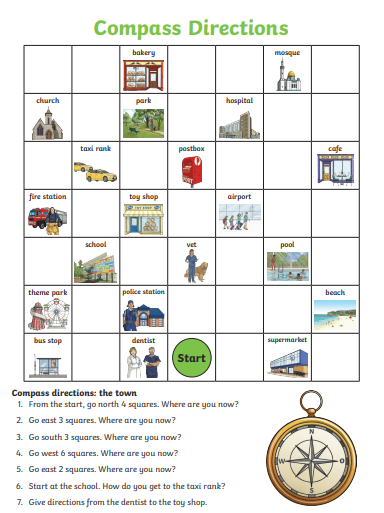 Compass Directions
bakery
mosque
church
park
hospital
taxi rank
postbox
cafe
fire station
toy shop
airport
school
vet
pool
theme park
police station
beach
bus stop
dentist
Start
supermarket
Compass directions: the town
1. From the start, go north 4 squares. Where are you now?
2. Go east 3 squares. Where are you now?
3. Go south 3 squares. Where are you now?
4. Go west 6 squares. Where are you now?
5. Go east 2 squares. Where are you now?
6. Start at the school. How do you get to the taxi rank?
7. Give directions from the dentist to the toy shop.
N
W
E
S